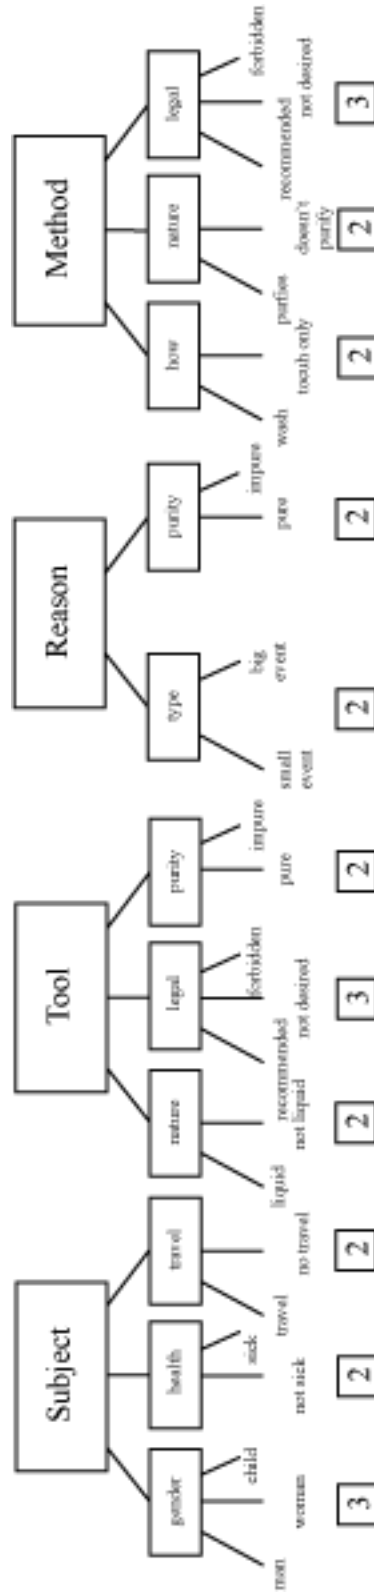 Subject
Tool
Reason
Method
gender
health
travel
nature
legal
purity
type
purity
how
nature
legal
man
woman
child
not sick
sick
travel
no travel
liquid
not liquid
recommended
not desired
forbidden
pure
impure
small
event
big
event
pure
impure
wash
tocuh only
purfies
doesn't
purify
recommended
not desired
forbidden
3
2
2
2
3
2
2
2
2
2
3